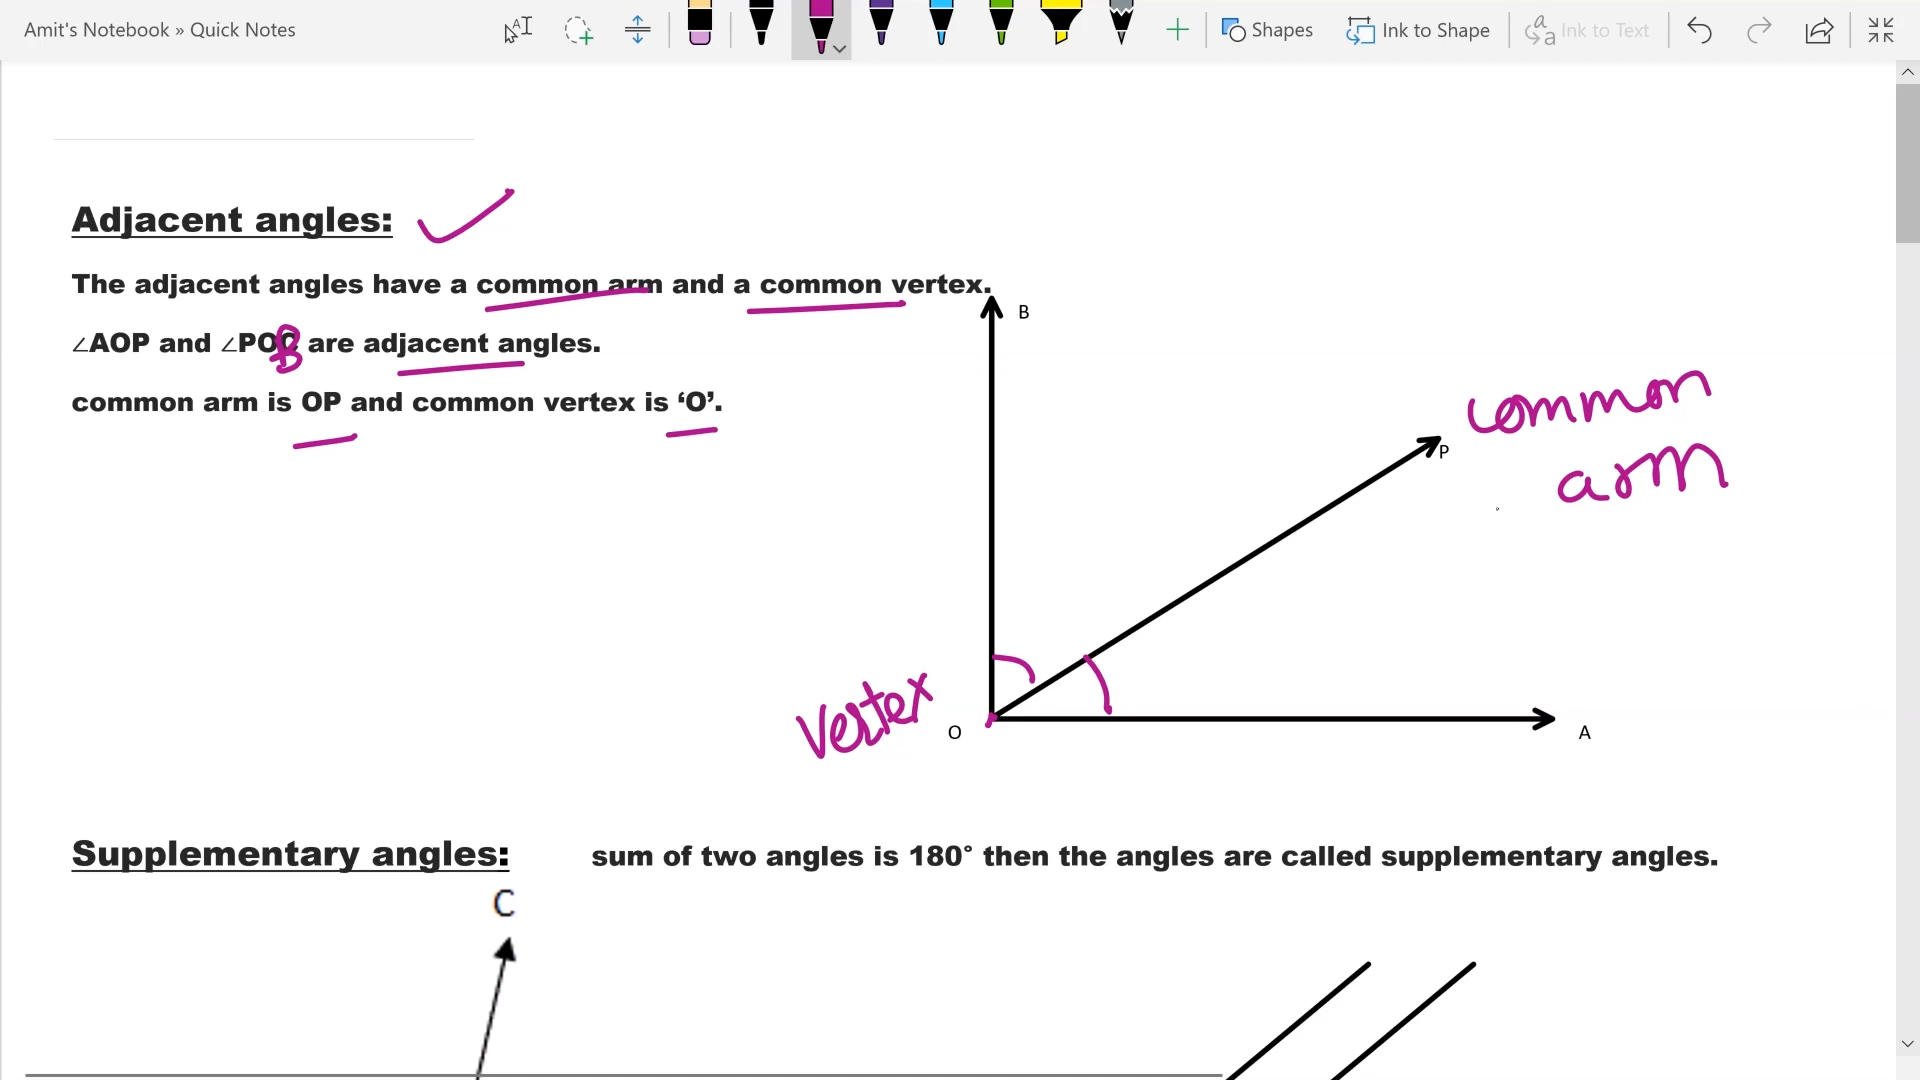 Amit's Notebook » Quick Notes
Shapes
Ink to Shape
Ink to Text
Adjacent angles:
The adjacent angles have a common arm and a common vertex.
∠AOP and ∠POB are adjacent angles.
common arm is OP and common vertex is ‘O’.
B
P
common
arm
vertex
O
A
Supplementary angles:
sum of two angles is 180° then the angles are called supplementary angles.
C